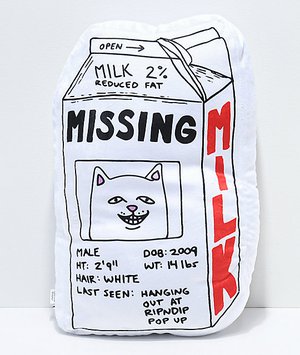 OPEN →
MILK 2%
REDUCED FAT
MISSING
MALE DOB: 2009
HT: 2'9" WT: 14 lbs
HAIR: WHITE
LAST SEEN: HANGING
OUT AT
RIPNDIP
POP UP
MILK